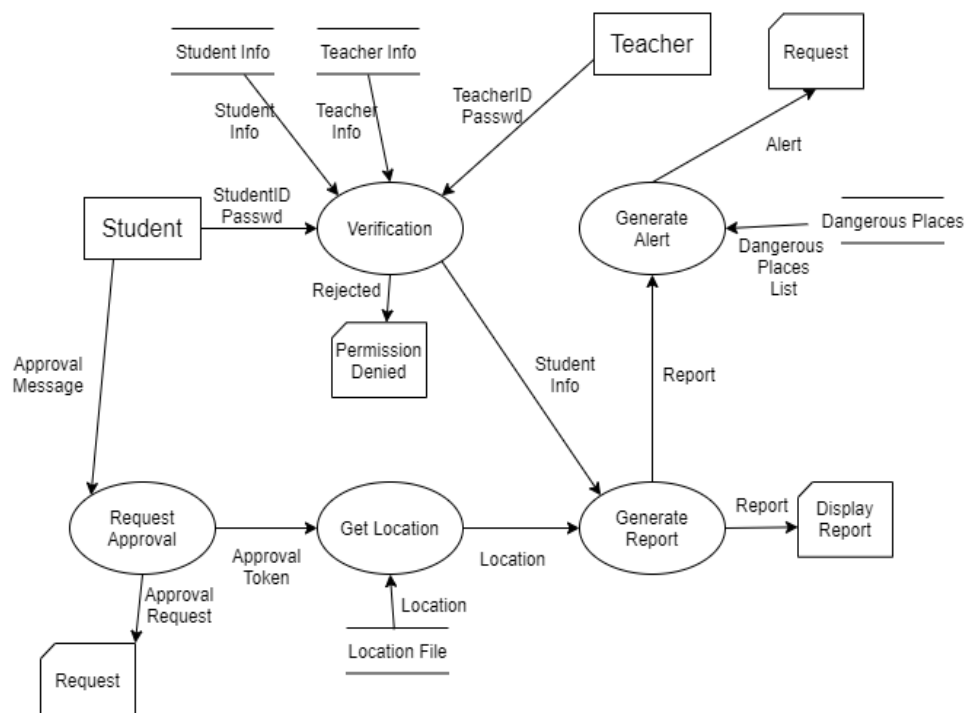 Student Info
Teacher Info
Teacher
Request
Student
Info
Teacher
Info
TeacherID
Passwd
Alert
StudentID
Passwd
Student
Verification
Generate
Alert
Dangerous Places
Dangerous
Places
List
Rejected
Permission
Denied
Approval
Message
Student
Info
Report
Request
Approval
Approval
Token
Get Location
Location
Generate
Report
Report
Display
Report
Approval
Request
Location
Location File
Request